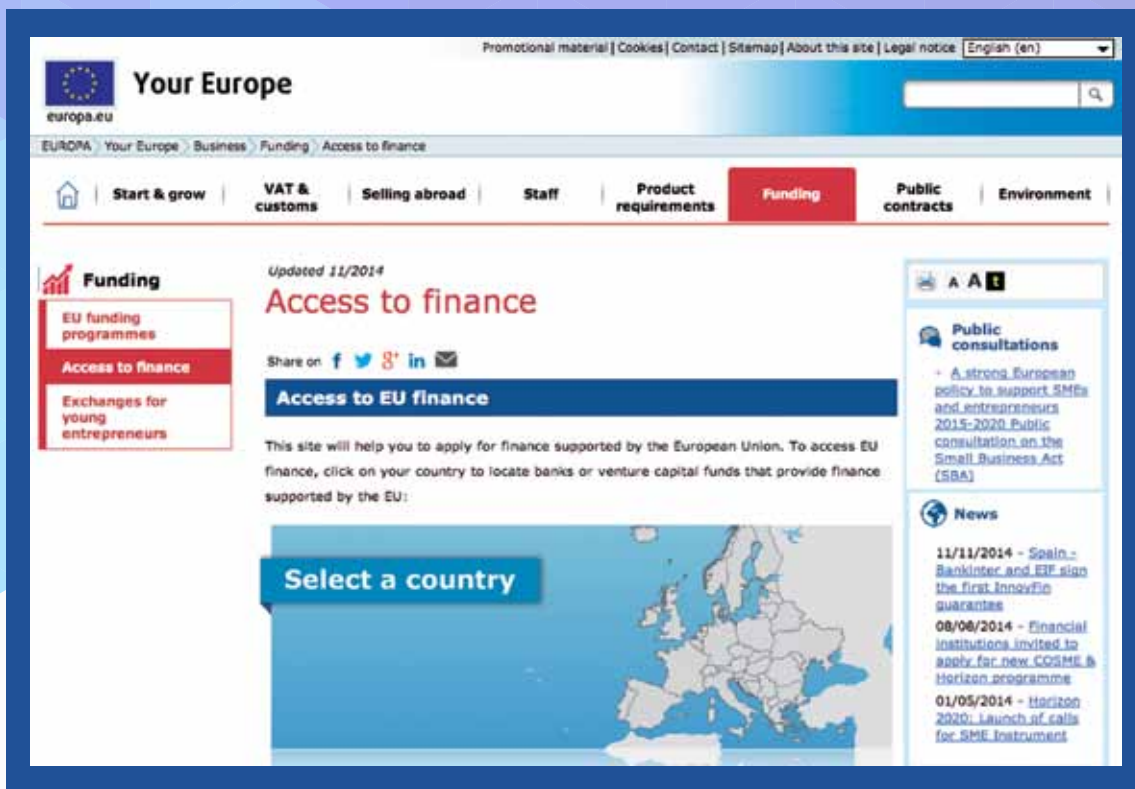 Promotional material | Cookies | Contact | Sitemap | About this site | Legal notice English (en)
Your Europe
europa.eu
EUROPA Your Europe Business Funding Access to finance
Start & grow
VAT &
customs
Selling abroad
Staff
Product
requirements
Funding
Public
contracts
Environment
Funding
EU funding
programmes
Access to finance
Exchanges for
young
entrepreneurs
Updated 11/2014
Access to finance
Share on f 8+ in
Access to EU finance
This site will help you to apply for finance supported by the European Union. To access EU
finance, click on your country to locate banks or venture capital funds that provide finance
supported by the EU:
Select a country
A A t
Public
consultations
A strong European
policy to support SMEs
and entrepreneurs
2015-2020 Public
consultation on the
Small Business Act
(SBA)
News
11/11/2014 - Spain -
Bankinter and EIF sign
the first InnovFin
guarantee
08/08/2014 - Financial
institutions invited to
apply for new COSME &
Horizon programme
01/05/2014 - Horizon
2020: Launch of calls
for SME Instrument